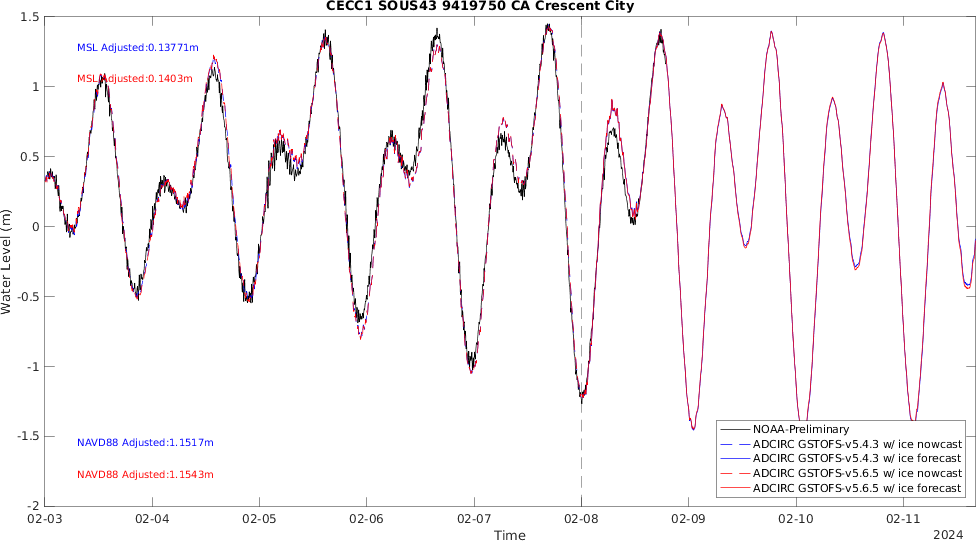 CECC1 SOUS43 9419750 CA Crescent City
1.5
1
0.5
0
-0.5
-1
-1.5
-2
Water Level (m)
MSL Adjusted:0.13771m
MSL Adjusted:0.1403m
NAVD88 Adjusted:1.1517m
NAVD88 Adjusted:1.1543m
NOAA-Preliminary
ADCIRC GSTOFS-v5.4.3 w/ ice nowcast
ADCIRC GSTOFS-v5.4.3 w/ ice forecast
ADCIRC GSTOFS-v5.6.5 w/ ice nowcast
ADCIRC GSTOFS-v5.6.5 w/ ice forecast
02-03 02-04 02-05 02-06 02-07 02-08 02-09 02-10 02-11
Time
2024